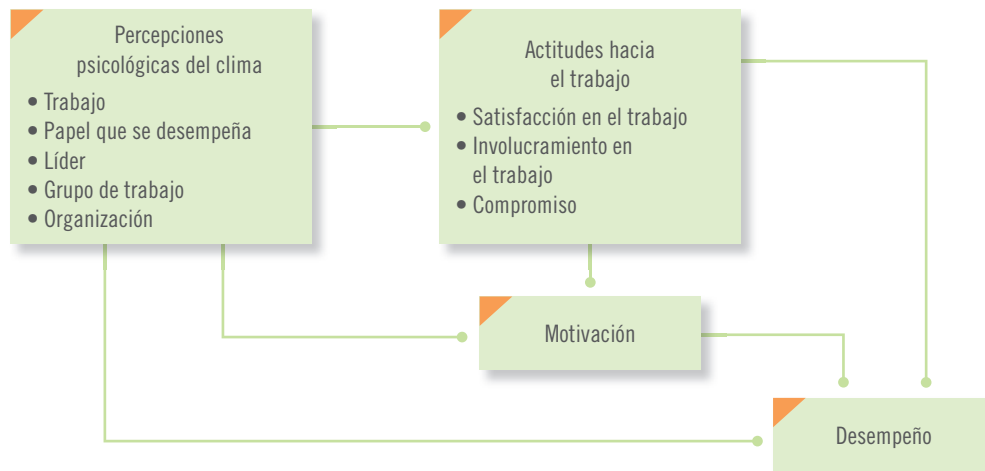 Percepciones
psicológicas del clima
• Trabajo
• Papel que se desempeña
• Líder
• Grupo de trabajo
• Organización
Actitudes hacia
el trabajo
• Satisfacción en el trabajo
• Involucramiento en
el trabajo
• Compromiso
Motivación
Desempeño